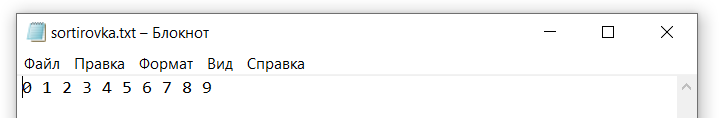 sortirovka.txt – Блокнот
Файл Правка Формат Вид Справка
0 1 2 3 4 5 6 7 8 9